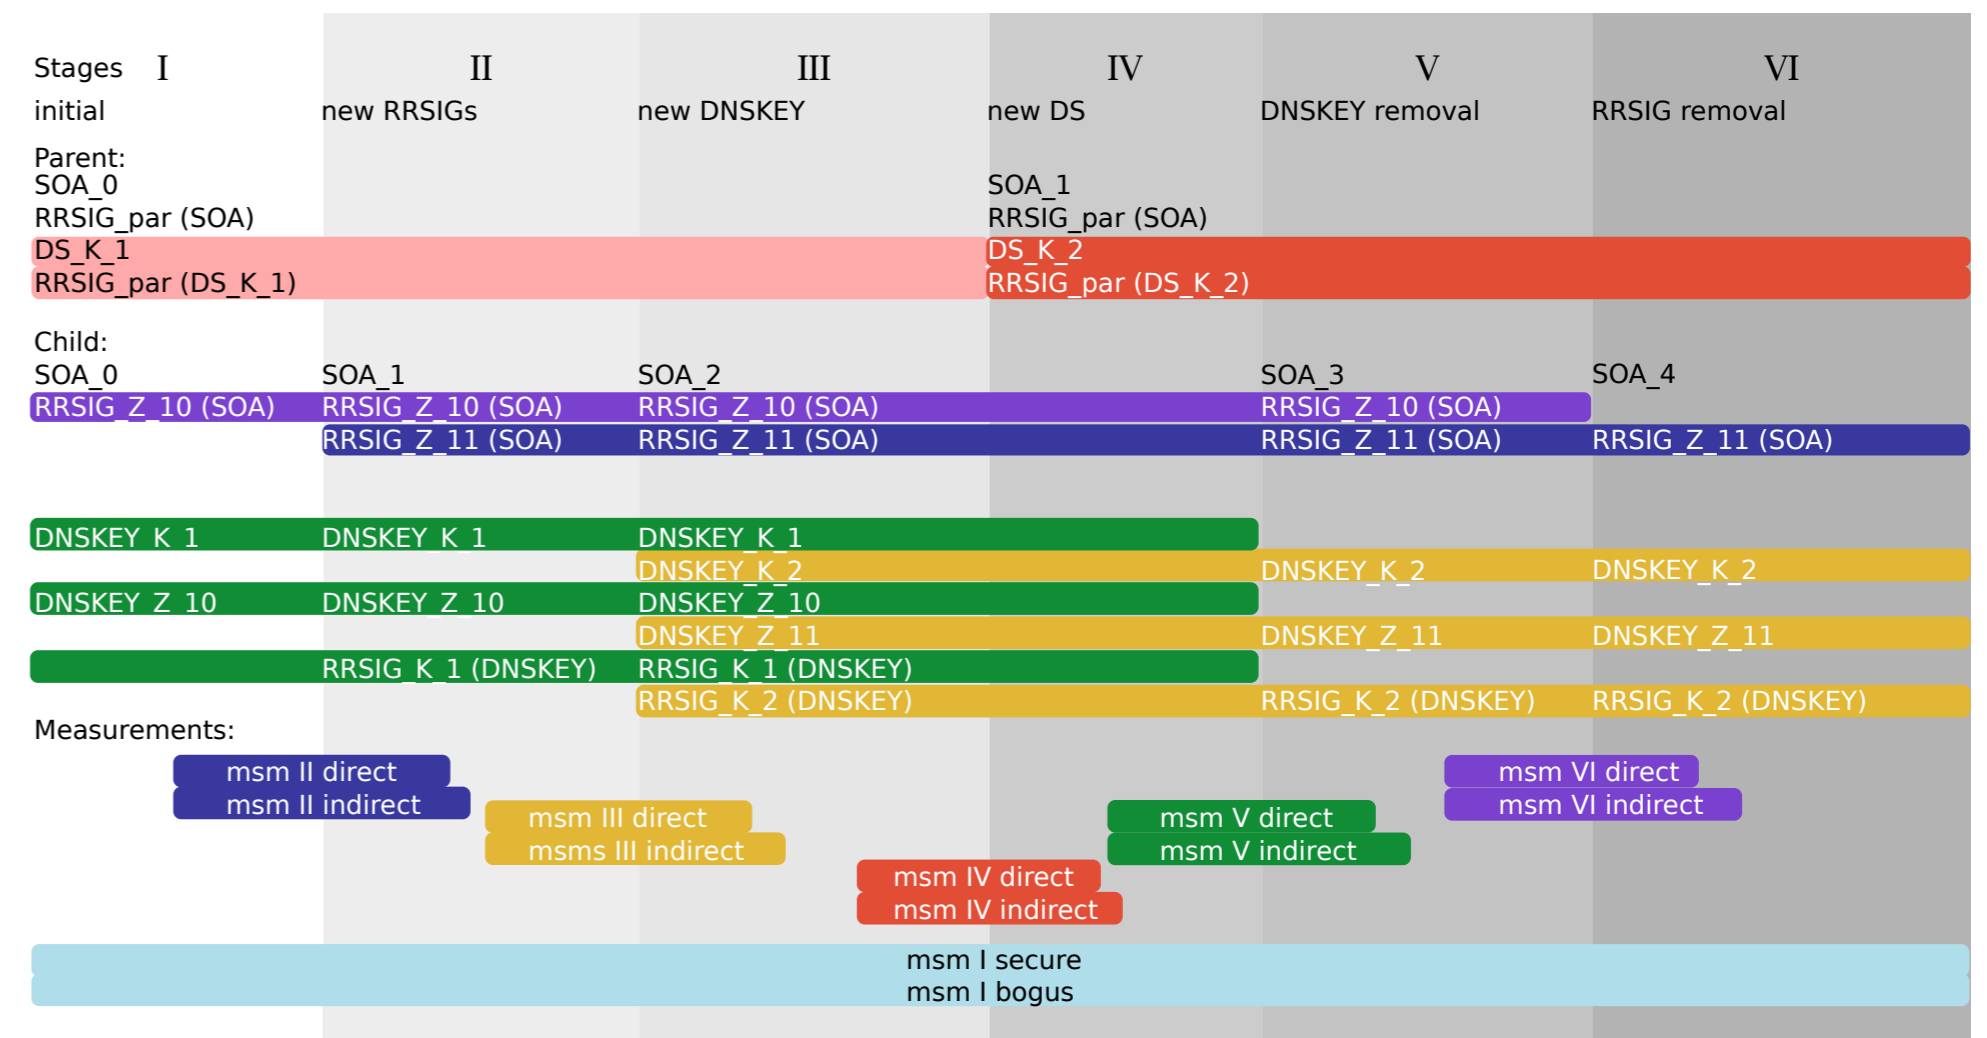 Stages I II III IV V VI
initial new RRSIGs new DNSKEY new DS DNSKEY removal RRSIG removal
Parent:
SOA_0 SOA_1
RRSIG_par (SOA) RRSIG_par (SOA)
DS_K_1 DS_K_2
RRSIG_par (DS_K_1) RRSIG_par (DS_K_2)
Child:
SOA_0 SOA_1 SOA_2 SOA_3 SOA_4
RRSIG_Z_10 (SOA) RRSIG_Z_10 (SOA) RRSIG_Z_10 (SOA) RRSIG_Z_10 (SOA)
RRSIG_Z_11 (SOA) RRSIG_Z_11 (SOA) RRSIG_Z_11 (SOA) RRSIG_Z_11 (SOA)
DNSKEY_K_1 DNSKEY_K_1 DNSKEY_K_1
DNSKEY_K_2 DNSKEY_K_2 DNSKEY_K_2
DNSKEY_Z_10 DNSKEY_Z_10 DNSKEY_Z_10
DNSKEY_Z_11 DNSKEY_Z_11 DNSKEY_Z_11
RRSIG_K_1 (DNSKEY) RRSIG_K_1 (DNSKEY)
RRSIG_K_2 (DNSKEY) RRSIG_K_2 (DNSKEY) RRSIG_K_2 (DNSKEY)
Measurements:
msm II direct msm VI direct
msm II indirect msm VI indirect
msm III direct msm V direct
msms III indirect msm V indirect
msm IV direct
msm IV indirect
msm I secure
msm I bogus